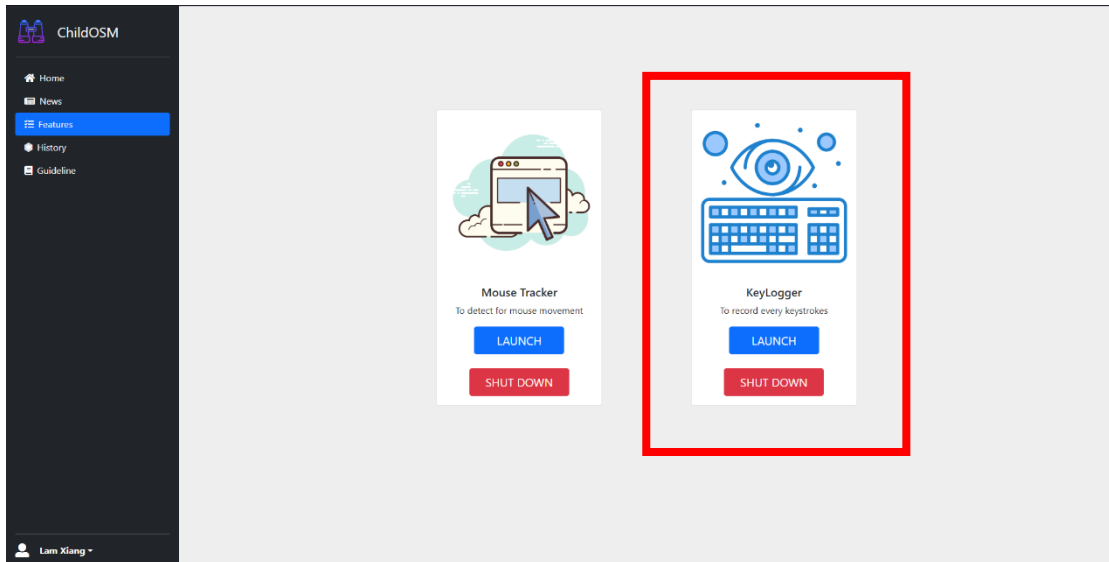 ChildOSM
Home
News
Features
History
Guideline
Mouse Tracker
To detect for mouse movement
LAUNCH
SHUT DOWN
KeyLogger
To record every keystrokes
LAUNCH
SHUT DOWN
Lam Xiang